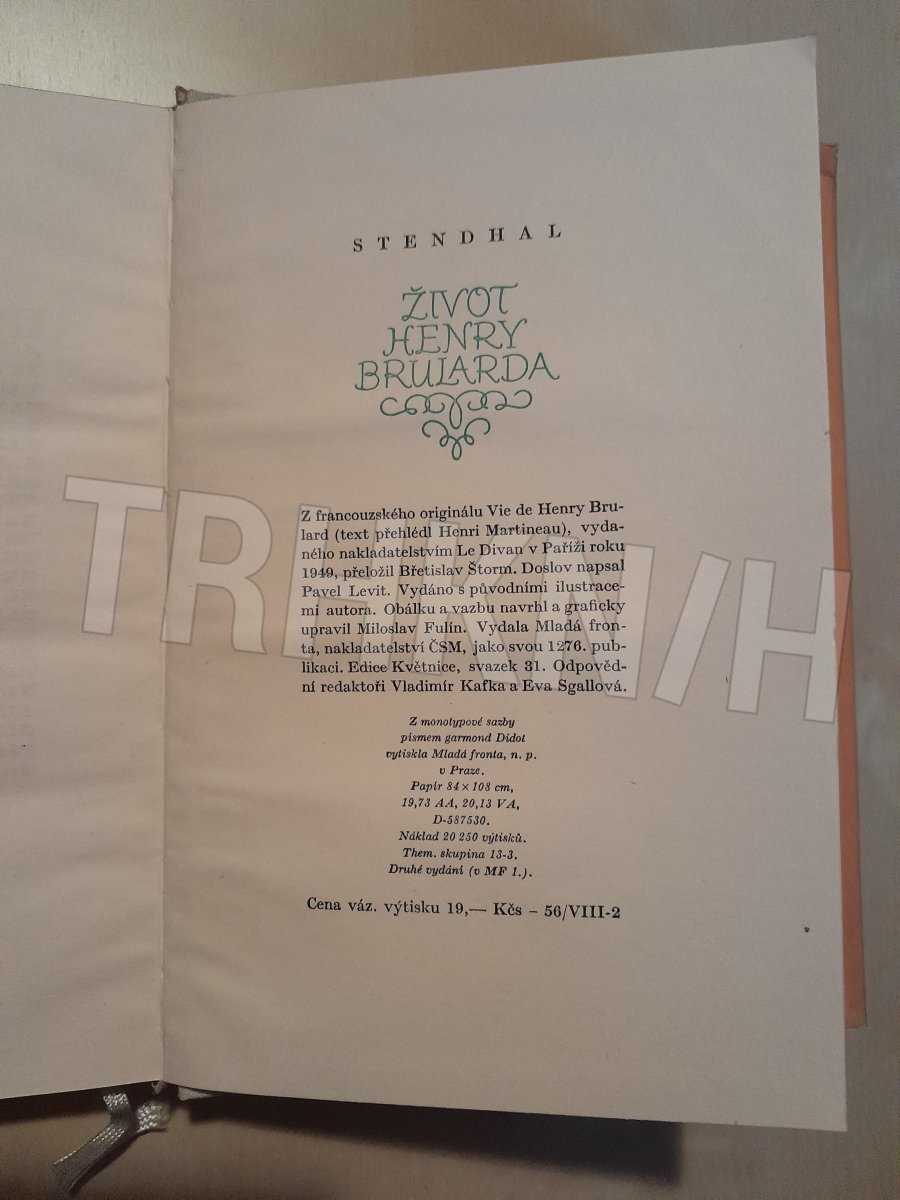 STENDHAL
ŽIVOT
HENRY
BRULARDA
Z francouzského originálu Vie de Henry Bru-
lard (text přehlédl Henri Martineau), vyda-
ného nakladatelstvím Le Divan v Paříži roku
1949, přeložil Břetislav Štorm. Doslov napsal
Pavel Levit. Vydáno s původními ilustrace-
mi autora. Obálku a vazbu navrhl a graficky
upravil Miloslav Fulín. Vydala Mladá fron-
ta, nakladatelství ČSM, jako svou 1276. pub-
likaci. Edice Květnice, svazek 31. Odpověd-
ní redaktoři Vladimír Kafka a Eva Sgallová.
Z monotypové sazby
písmem garmond Didot
vytiskla Mladá fronta, n. p.
v Praze.
Papír 84 × 108 cm,
19,73 AA, 20,13 VA,
D-587530.
Náklad 20 250 výtisků.
Them. skupina 13-3.
Druhé vydání (v MF 1.).
Cena váz. výtisku 19,— Kčs – 56/VIII-2
TRHKNIH